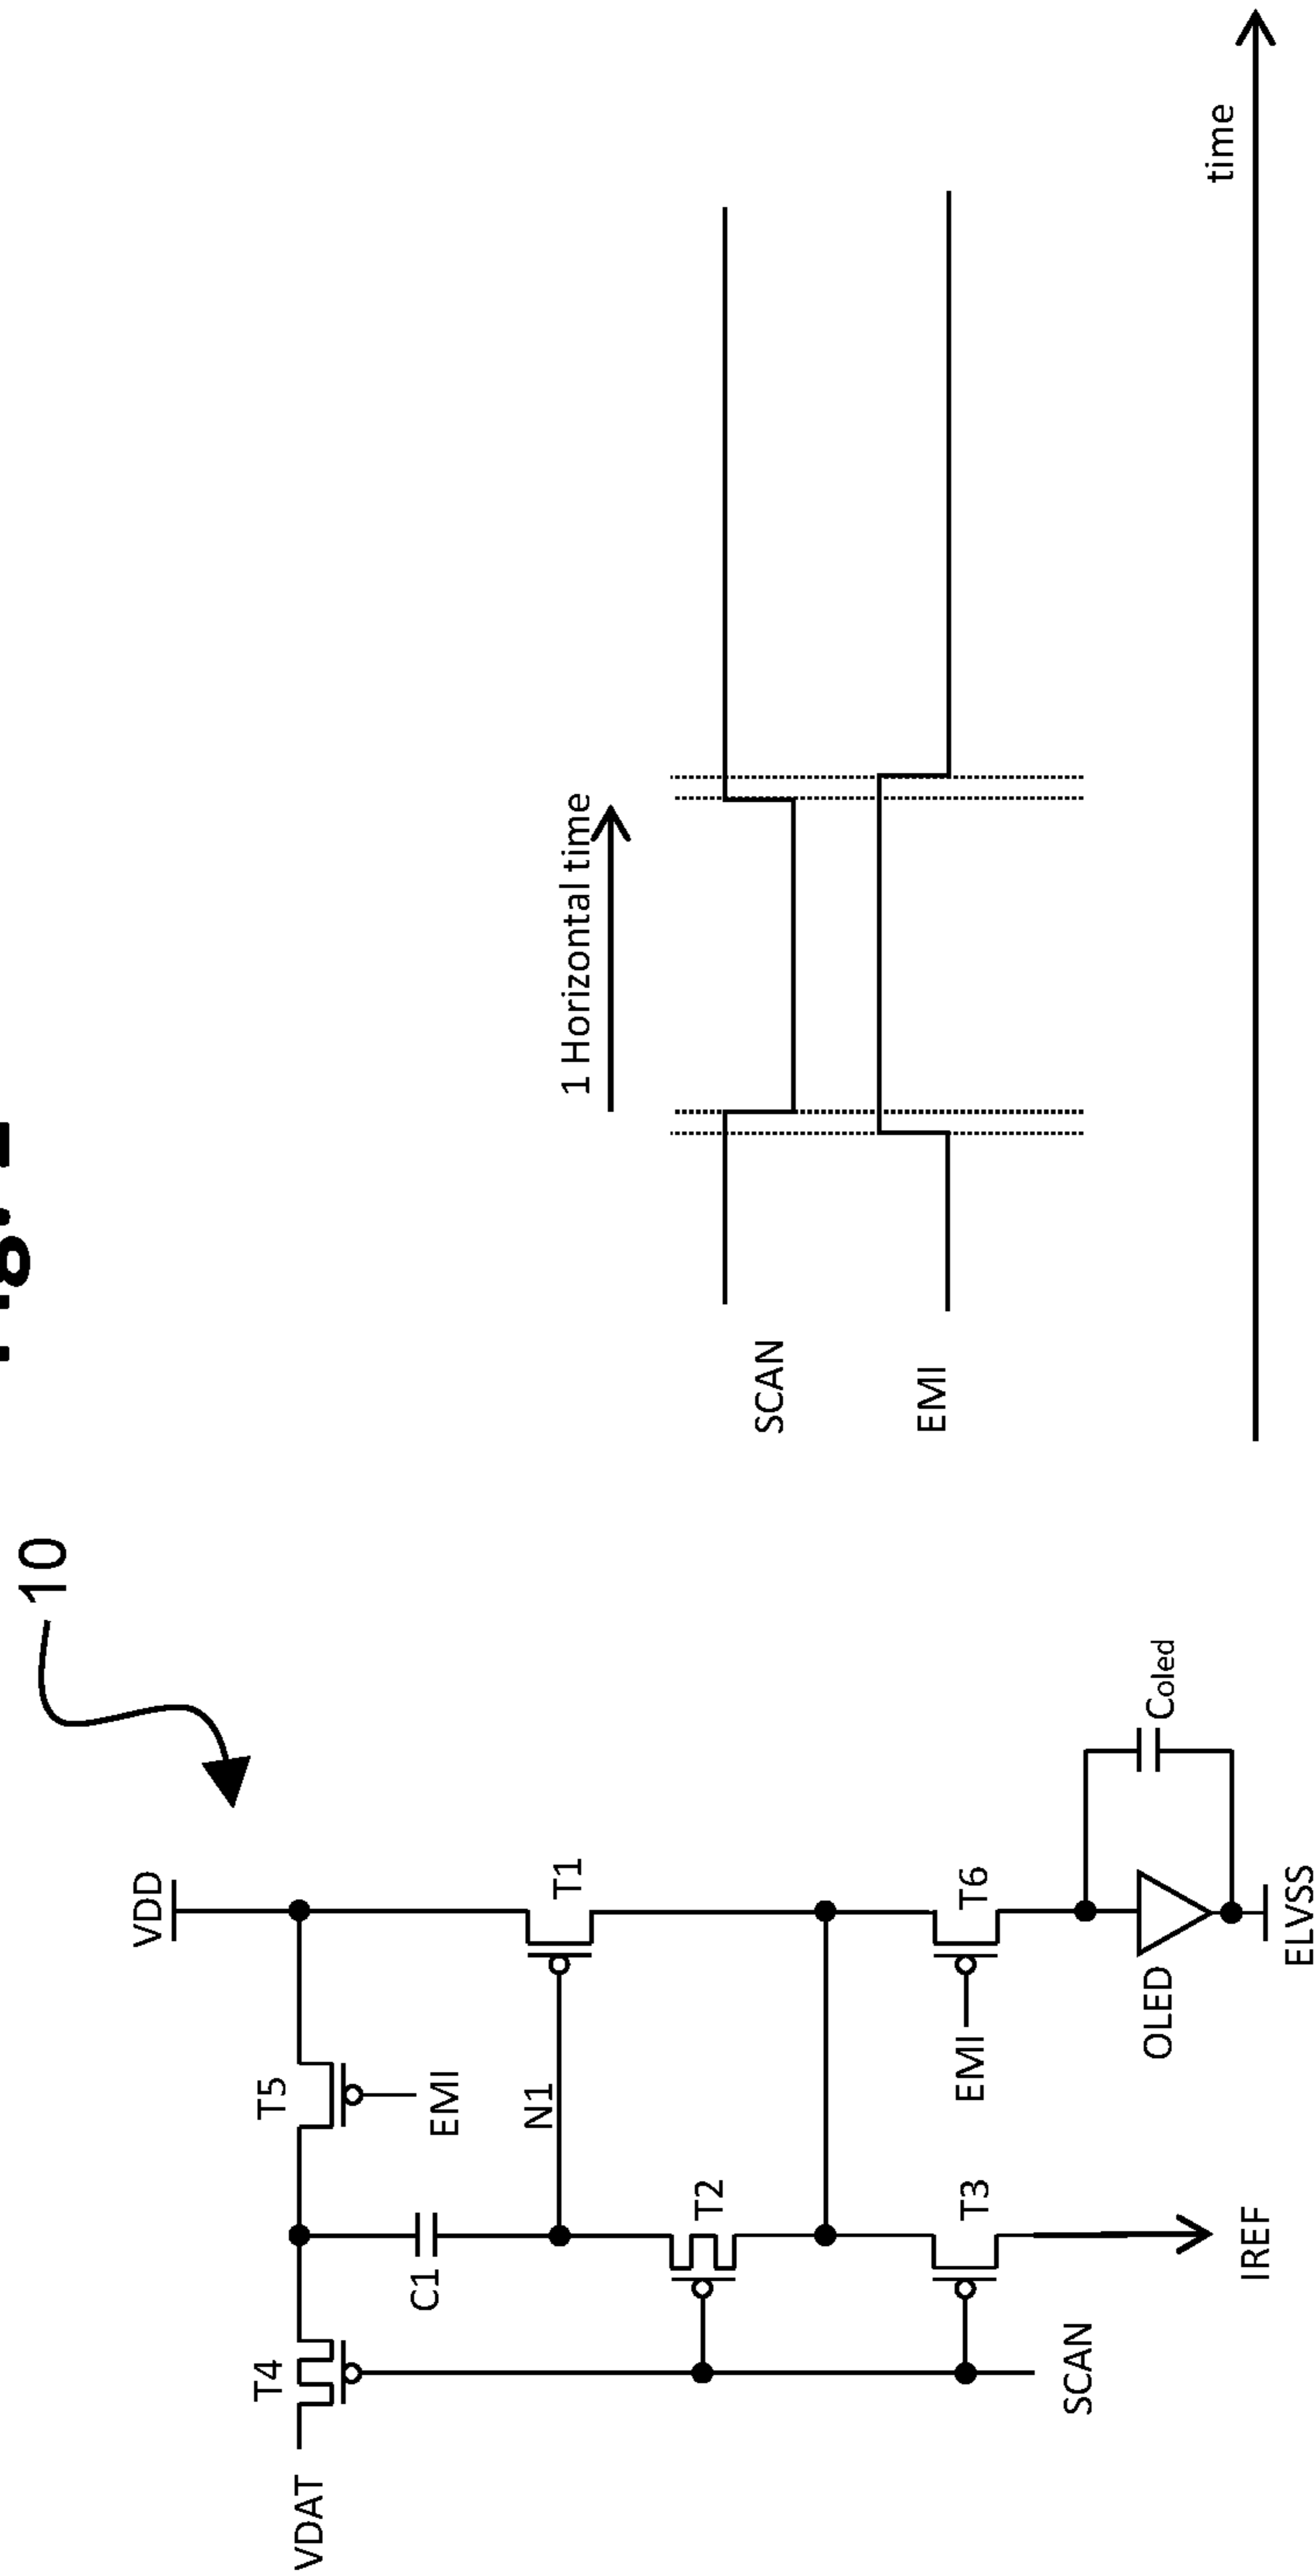 10
VDD
T5
T4
VDAT
EMI
C1
N1
T1
T2
T3
T6
EMI
SCAN
IREF
OLED
Coled
ELVSS
1 Horizontal time
SCAN
EMI
time